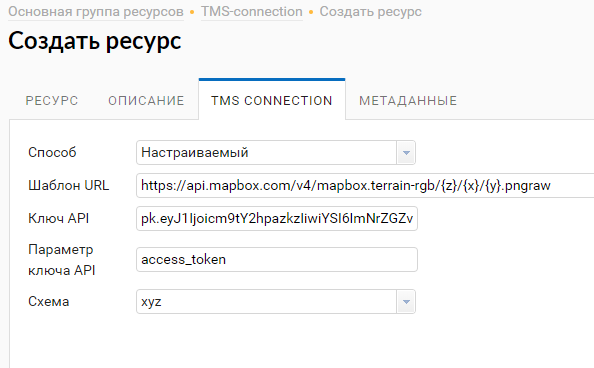 Основная группа ресурсов • TMS-connection • Создать ресурс
Создать ресурс
РЕСУРС ОПИСАНИЕ TMS CONNECTION МЕТАДАННЫЕ
Способ Настраиваемый
Шаблон URL https://api.mapbox.com/v4/mapbox.terrain-rgb/{z}/{x}/{y}.pngraw
Ключ API pk.eyJ1Ijoicm9tY2hpazkzIiwiYSI6ImNrZGZv
Параметр
ключа API access_token
Схема xyz